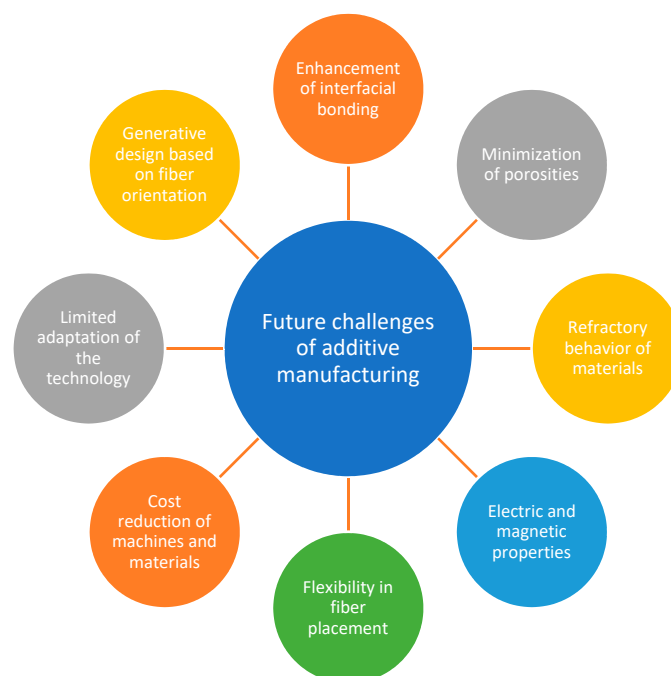 Enhancement
of interfacial
bonding
Minimization
of porosities
Refractory
behavior of
materials
Electric and
magnetic
properties
Flexibility in
fiber
placement
Cost
reduction of
machines and
materials
Limited
adaptation of
the
technology
Generative
design based
on fiber
orientation
Future challenges
of additive
manufacturing